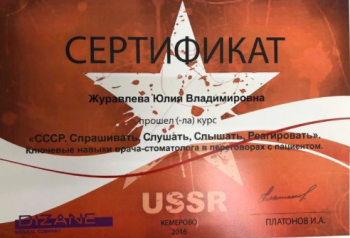 СЕРТИФИКАТ
Журавлева Юлия Владимировна
прошел (-ла) курс
«СССР. Спрашивать, Слушать, Слышать, Реагировать».
Ключевые навыки врача-стоматолога в переговорах с пациентом.
USSR
DIZANE
КЕМЕРОВО
ПЛАТОНОВ И.А.
2016